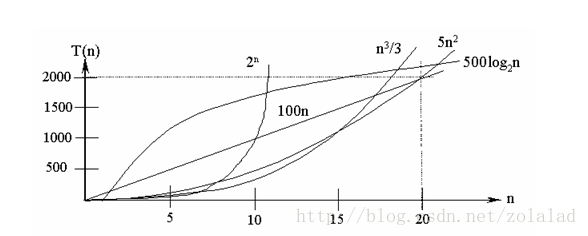 T(n)
2ⁿ
n³/3
5n²
500log₂n
2000
1500
1000
500
100n
5
10
15
20
n
http://blog.csdn.net/zolalad